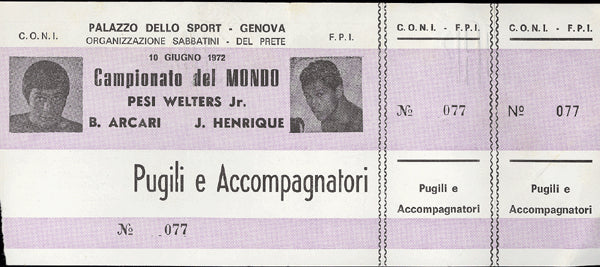 PALAZZO DELLO SPORT - GENOVA
C.O.N.I. ORGANIZZAZIONE SABBATINI - DEL PRETE F.P.I.
10 GIUGNO 1972
Campionato del MONDO
PESI WELTERS Jr.
B. ARCARI J. HENRIQUE
Pugili e Accompagnatori
№ 077
C.O.N.I. - F.P.I.
№ 077
Pugili e
Accompagnatori
C.O.N.I. - F.P.I.
Nº 077
Pugili e
Accompagnatori